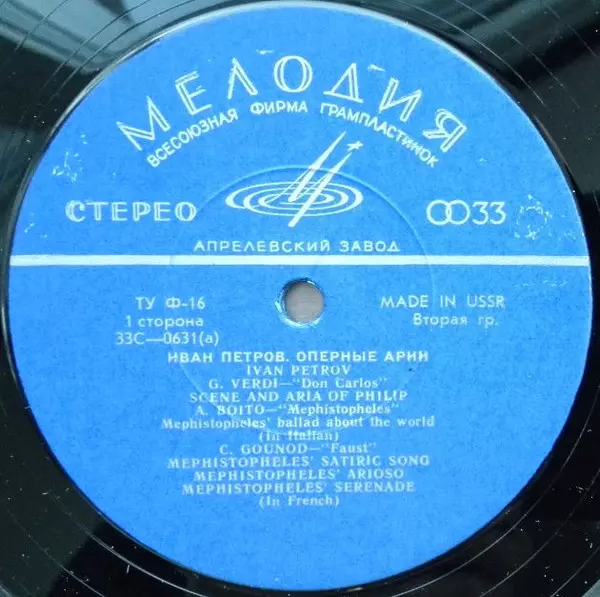 МЕЛОДИЯ
ВСЕСОЮЗНАЯ ФИРМА ГРАМПЛАСТИНОК
СТЕРЕО
33
АПРЕЛЕВСКИЙ ЗАВОД
ТУ Ф-16
MADE IN USSR
1 сторона
Вторая гр.
33С—0631(а)
ИВАН ПЕТРОВ. ОПЕРНЫЕ АРИИ
IVAN PETROV
G. VERDI—"Don Carlos"
SCENE AND ARIA OF PHILIP
A. BOITO—"Mephistopheles"
Mephistopheles' ballad about the world
(In Italian)
C. GOUNOD—"Faust"
MEPHISTOPHELES' SATIRIC SONG
MEPHISTOPHELES' ARIOSO
MEPHISTOPHELES' SERENADE
(In French)